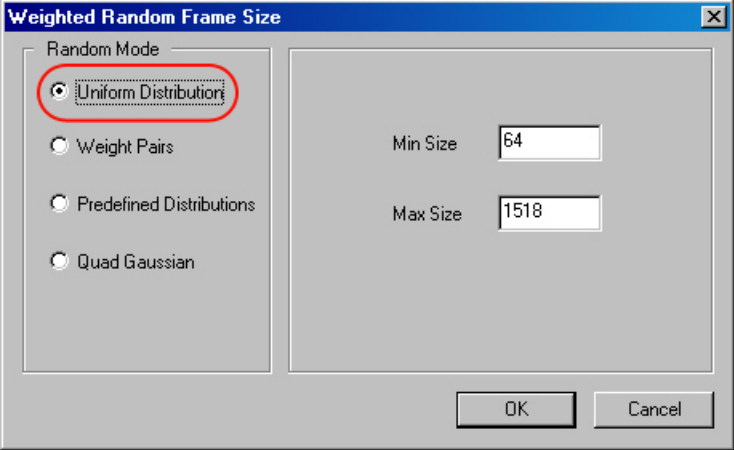 Weighted Random Frame Size
Random Mode
Uniform Distribution
Weight Pairs
Predefined Distributions
Quad Gaussian
Min Size 64
Max Size 1518
OK Cancel